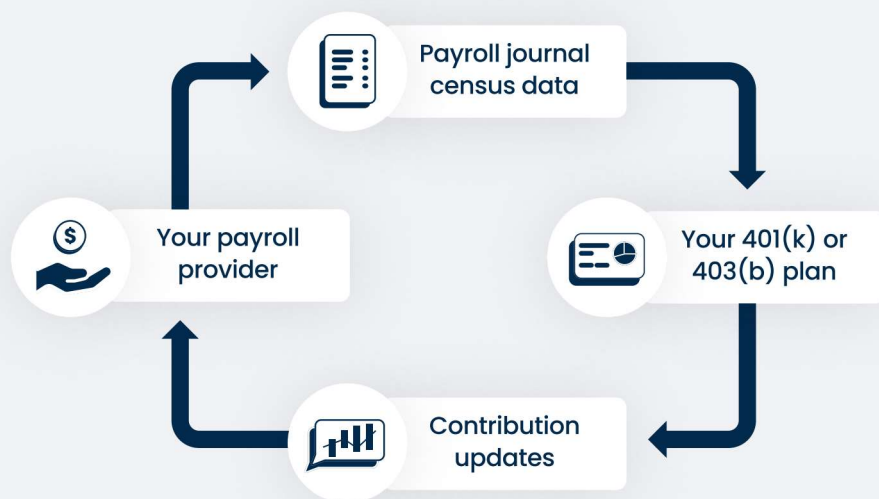 Payroll journal
census data
Your payroll
provider
$
Your 401(k) or
403(b) plan
Contribution
updates